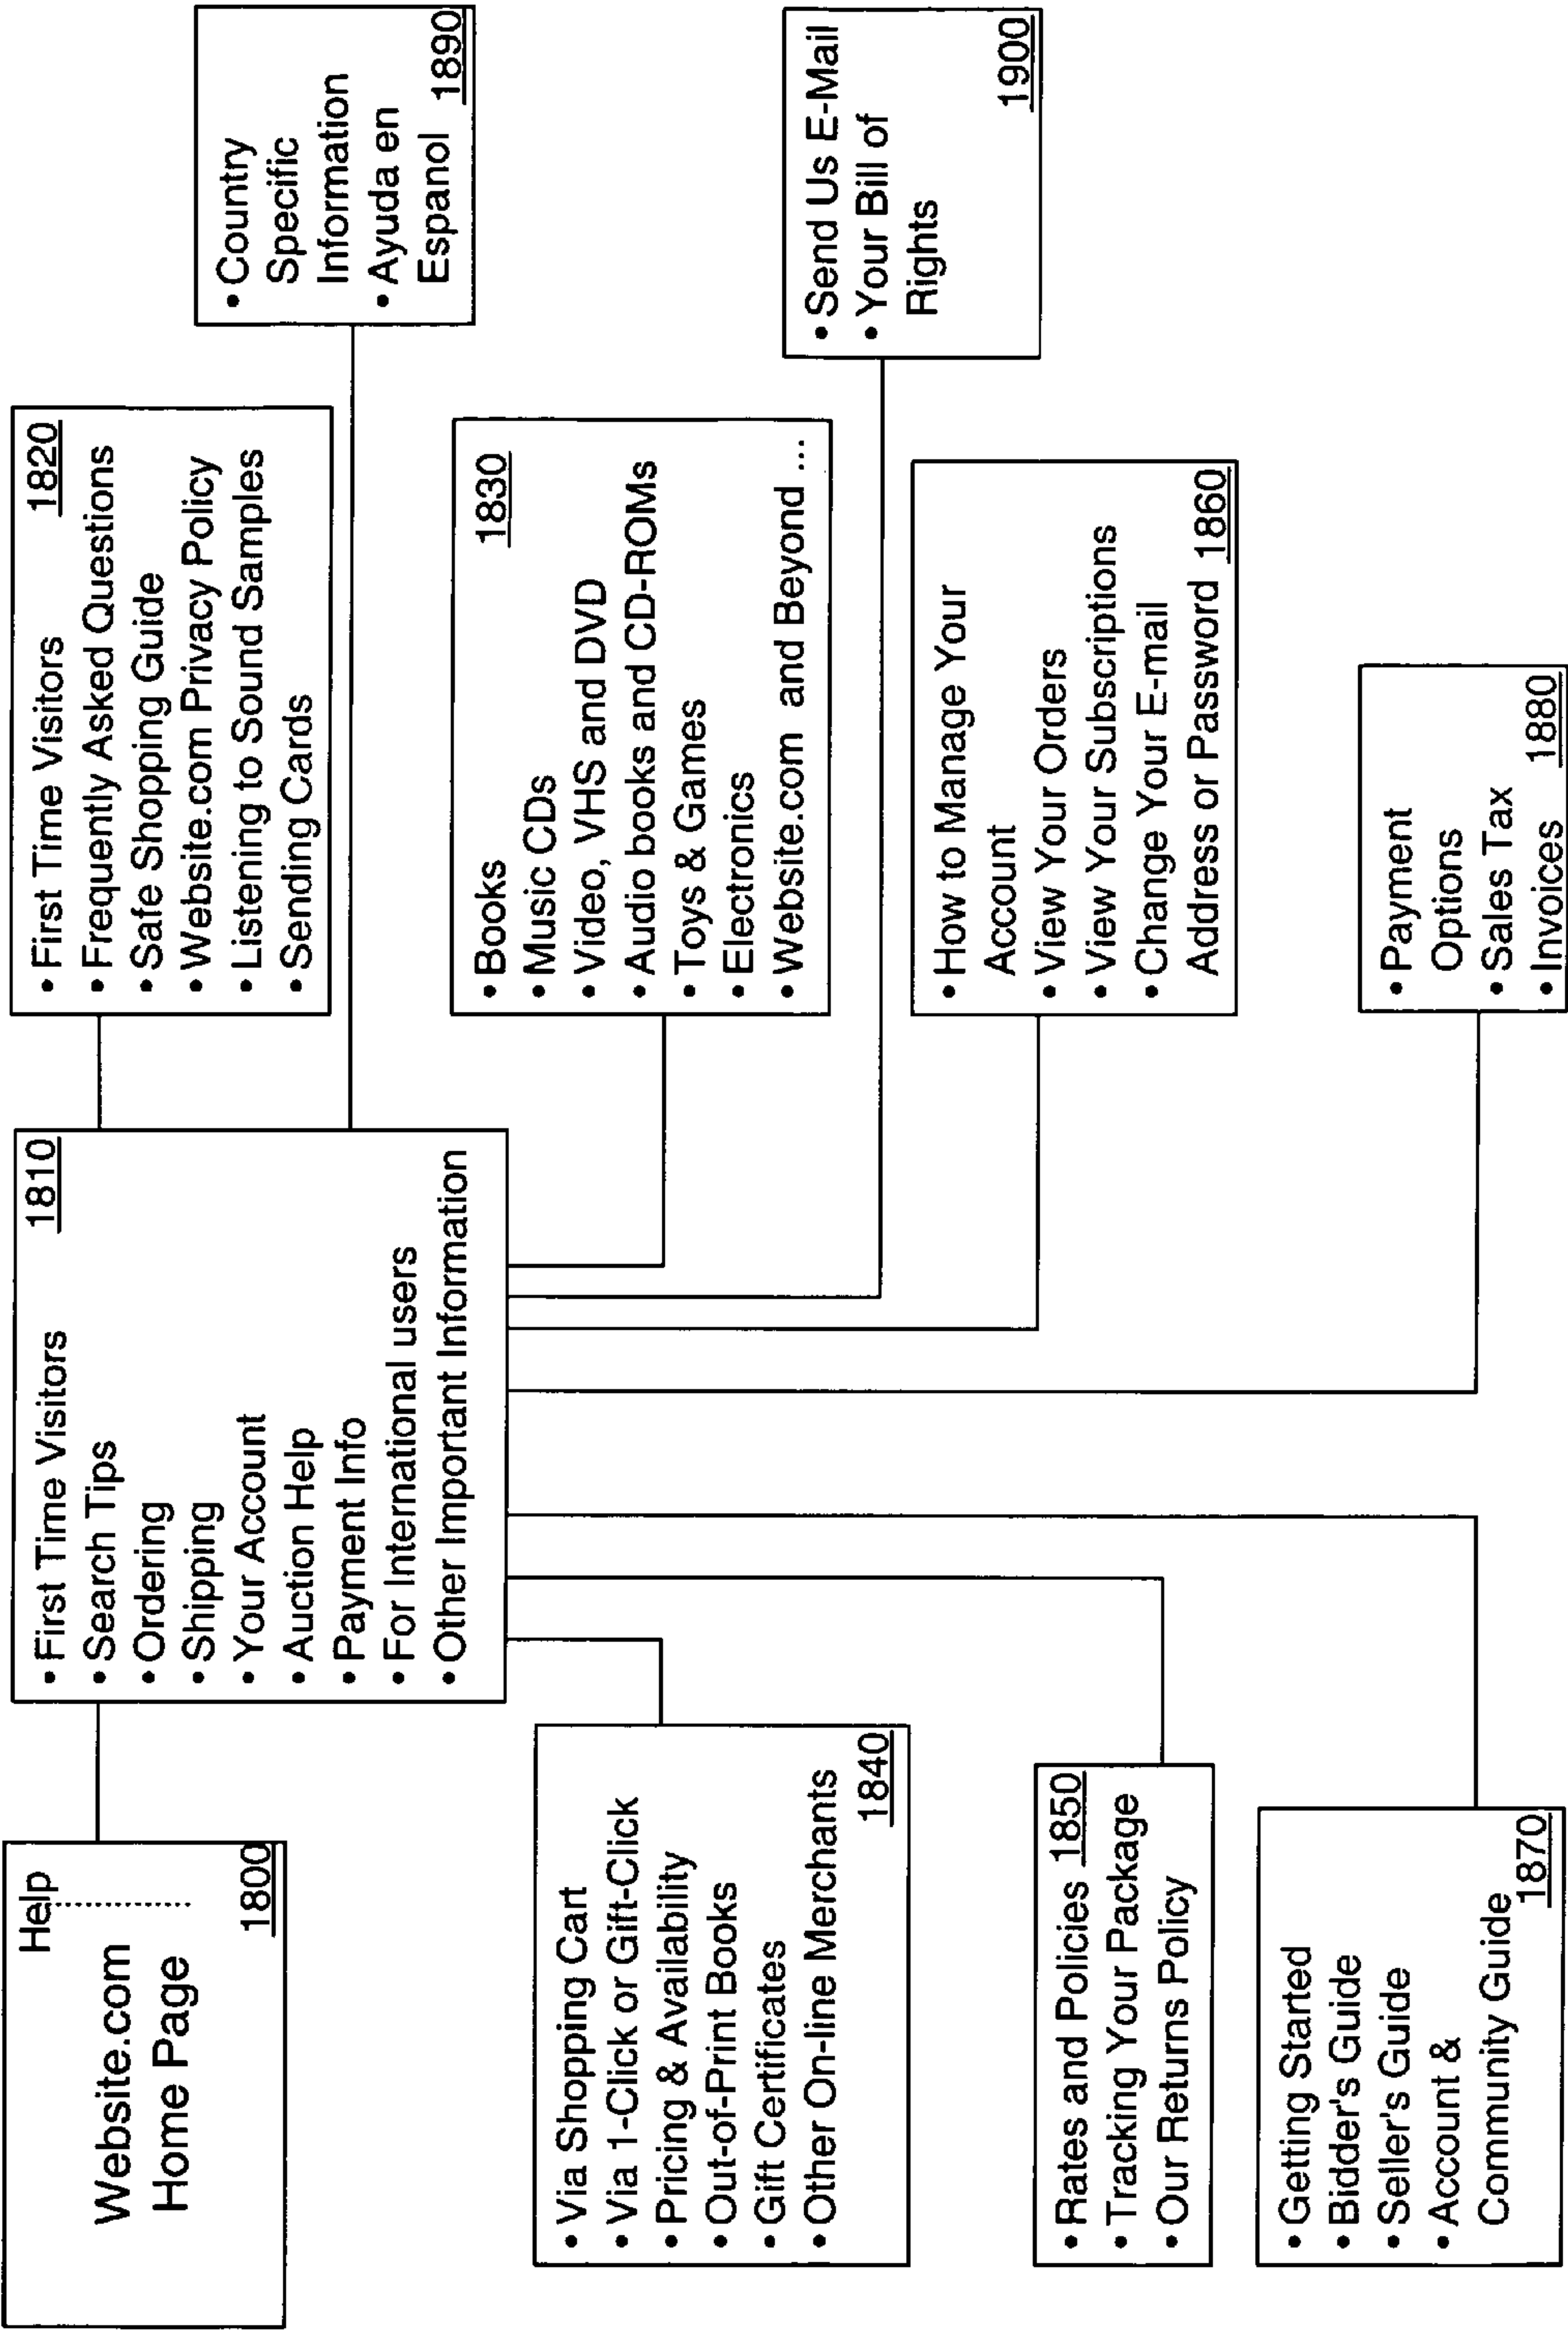 Help
Website.com
Home Page
1800
1810
• First Time Visitors
• Search Tips
• Ordering
• Shipping
• Your Account
• Auction Help
• Payment Info
• For International users
• Other Important Information
• First Time Visitors 1820
• Frequently Asked Questions
• Safe Shopping Guide
• Website.com Privacy Policy
• Listening to Sound Samples
• Sending Cards
• Country
Specific
Information
• Ayuda en
Espanol 1890
• Via Shopping Cart
• Via 1-Click or Gift-Click
• Pricing & Availability
• Out-of-Print Books
• Gift Certificates
• Other On-line Merchants
1840
• Books 1830
• Music CDs
• Video, VHS and DVD
• Audio books and CD-ROMs
• Toys & Games
• Electronics
• Website.com and Beyond ...
• Send Us E-Mail
• Your Bill of
Rights
1900
• Rates and Policies 1850
• Tracking Your Package
• Our Returns Policy
• How to Manage Your
Account
• View Your Orders
• View Your Subscriptions
• Change Your E-mail
Address or Password 1860
• Getting Started
• Bidder's Guide
• Seller's Guide
• Account &
Community Guide
1870
• Payment
Options
• Sales Tax
• Invoices 1880